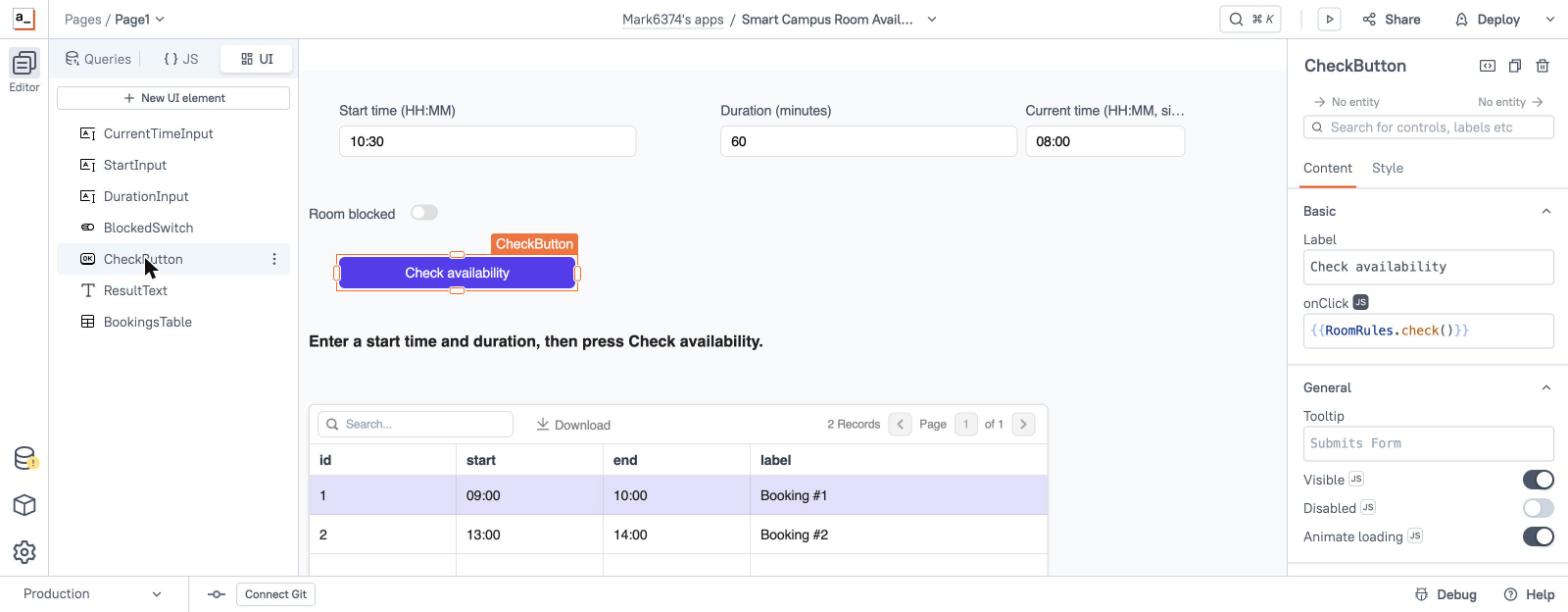 a_
Pages / Page1
Mark6374's apps / Smart Campus Room Avail...
⌘ K
Share
Deploy
Editor
Queries
{ } JS
UI
+ New UI element
CurrentTimeInput
StartInput
DurationInput
BlockedSwitch
OK CheckButton
ResultText
BookingsTable
Start time (HH:MM)
Duration (minutes)
Current time (HH:MM, si...
10:30
60
08:00
Room blocked
CheckButton
Check availability
Enter a start time and duration, then press Check availability.
Search...
Download
2 Records
Page 1 of 1
id start end label
1 09:00 10:00 Booking #1
2 13:00 14:00 Booking #2
CheckButton
No entity
No entity
Search for controls, labels etc
Content
Style
Basic
Label
Check availability
onClick JS
{{RoomRules.check()}}
General
Tooltip
Submits Form
Visible JS
Disabled JS
Animate loading JS
Production
Connect Git
Debug
Help